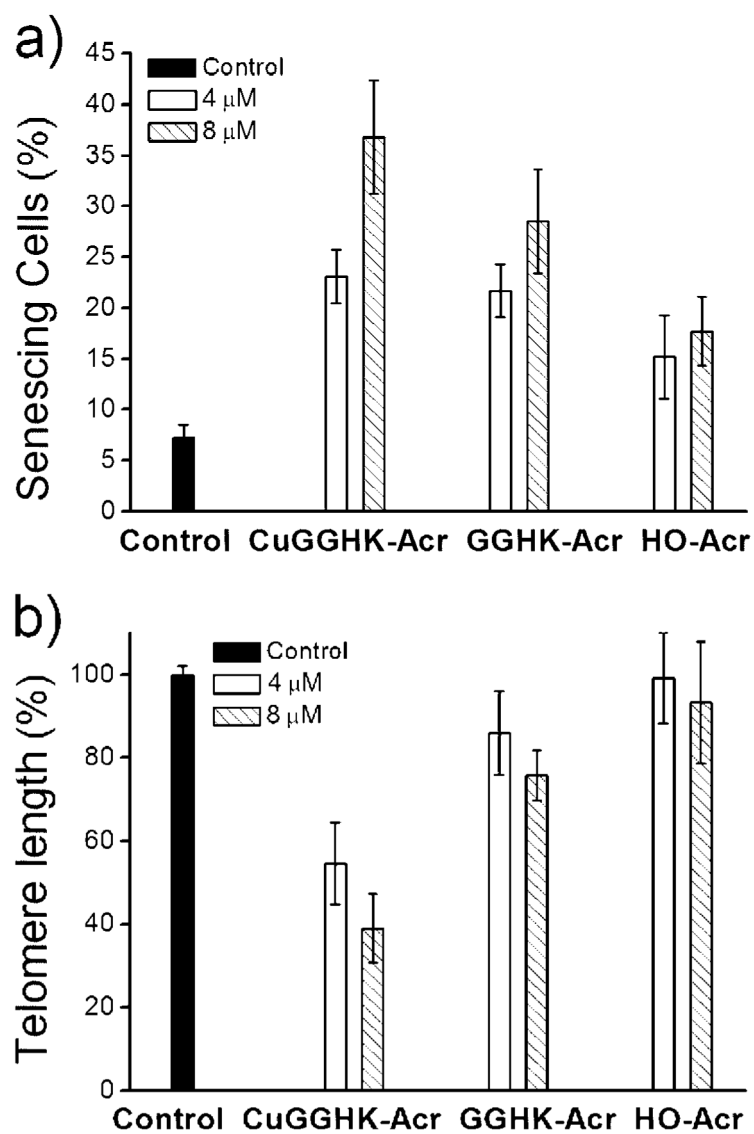 a)
Senescing Cells (%)
45
40
35
30
25
20
15
10
5
0
Control
4 μM
8 μM
Control CuGGHK-Acr GGHK-Acr HO-Acr
b)
Telomere length (%)
100
80
60
40
20
0
Control
4 μM
8 μM
Control CuGGHK-Acr GGHK-Acr HO-Acr